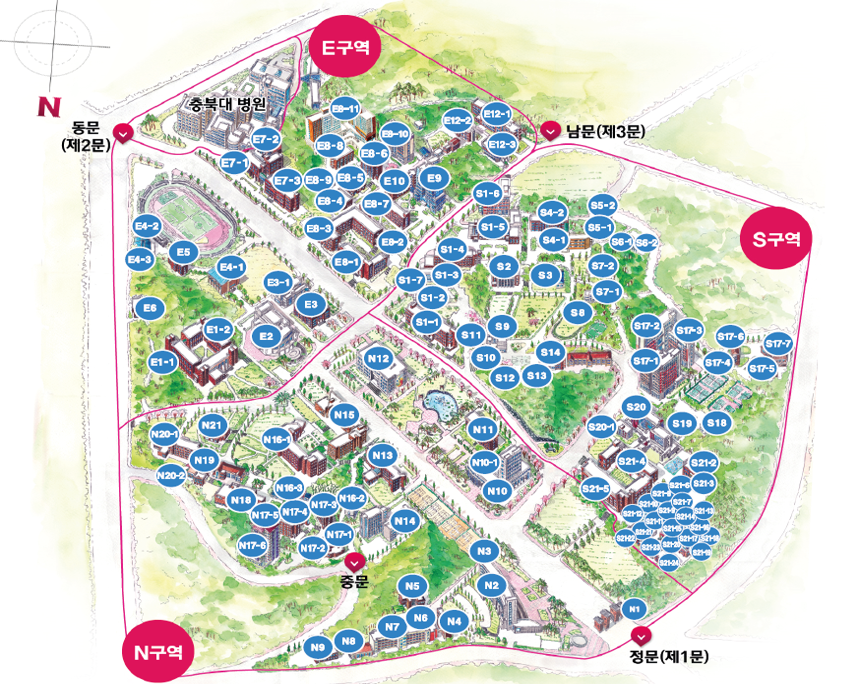 E구역
충북대 병원
N
동문
(제2문)
남문(제3문)
S구역
E8-11
E12-1
E12-2
E8-10
E7-2
E8-8
E8-6
E12-3
E7-1
E7-3
E8-9
E8-5
E10
E9
S1-6
E8-4
E8-7
S4-2
S5-2
E4-2
E8-3
S1-5
S5-1
E8-2
S4-1
S6-1
S6-2
E5
S1-4
E4-3
E4-1
E8-1
S2
S3
S7-2
E3-1
S1-7
S1-3
S7-1
E6
E3
S1-2
S8
E1-2
E2
S1-1
S11
S9
S17-2
S17-3
S17-6
S17-7
E1-1
N12
S10
S14
S17-1
S17-4
S17-5
S12
S13
N15
S20
N21
S20-1
S19
S18
N20-1
N16-1
N11
N19
N13
N10-1
S21-4
S21-2
N20-2
N16-3
N10
S21-5
S21-3
N18
N16-2
N17-3
N17-5
N17-4
N14
N17-1
N17-6
N17-2
N3
S21-24
중문
N5
N2
N1
N7
N6
N4
N9
N8
N구역
정문(제1문)